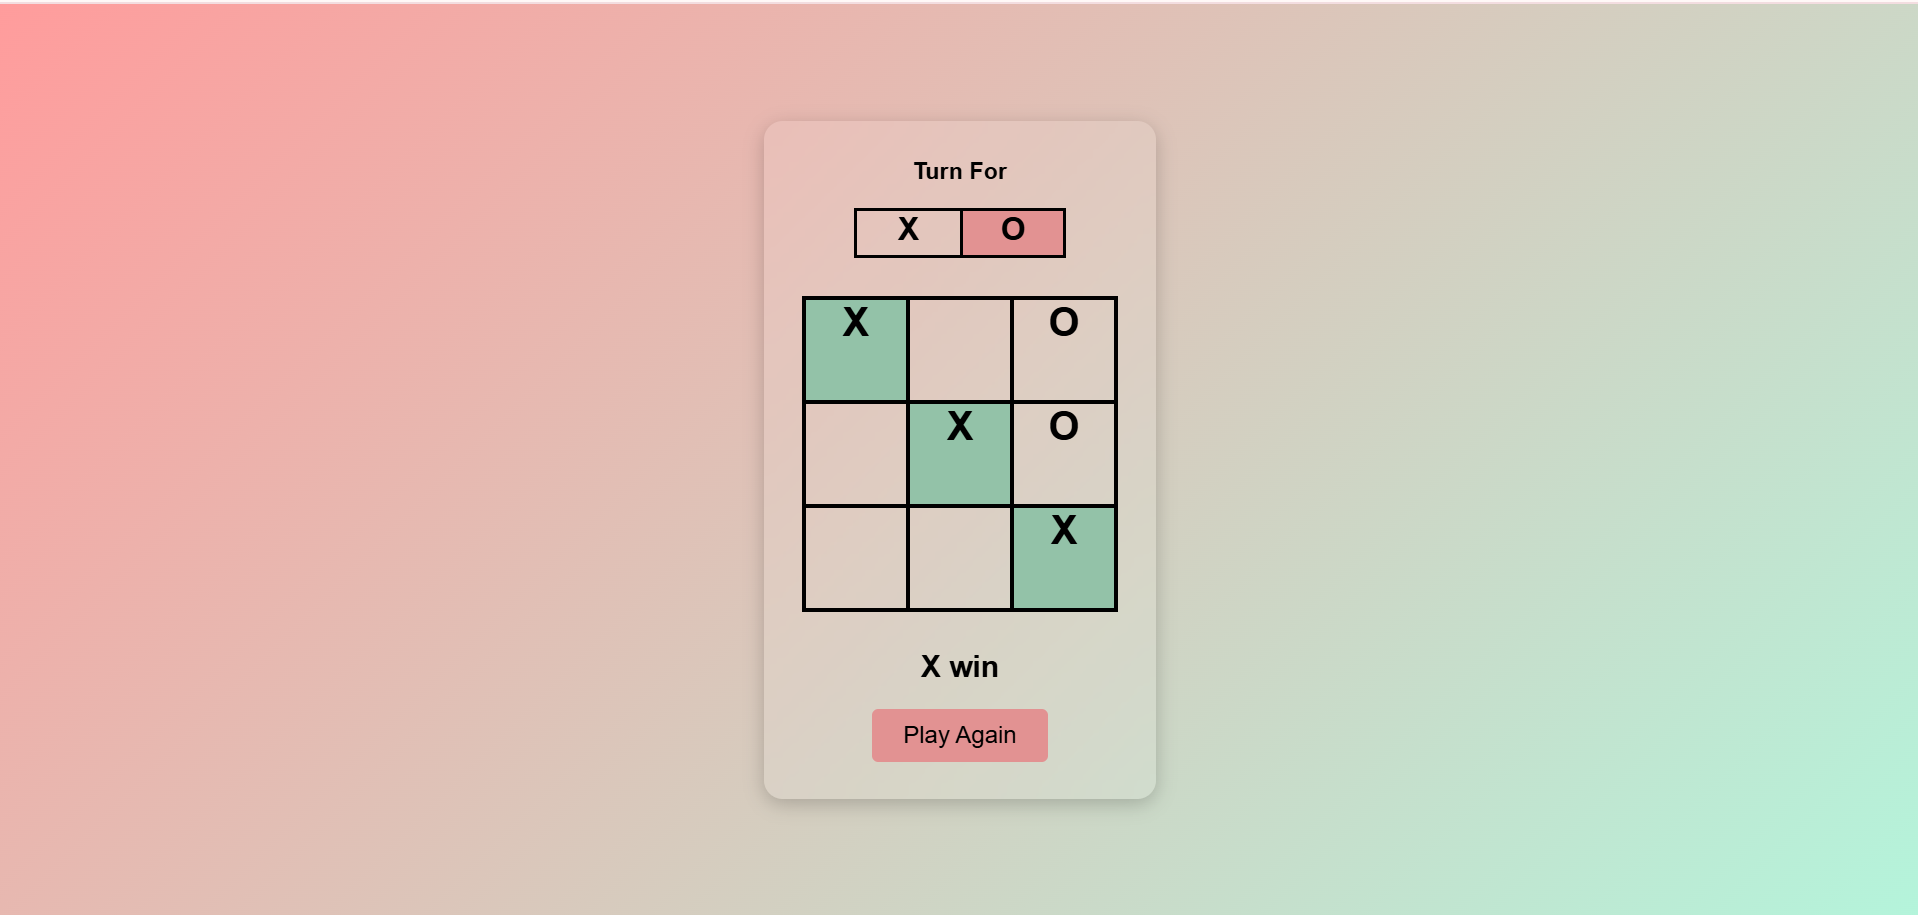 Turn For
X O
X O
X O
X
X win
Play Again